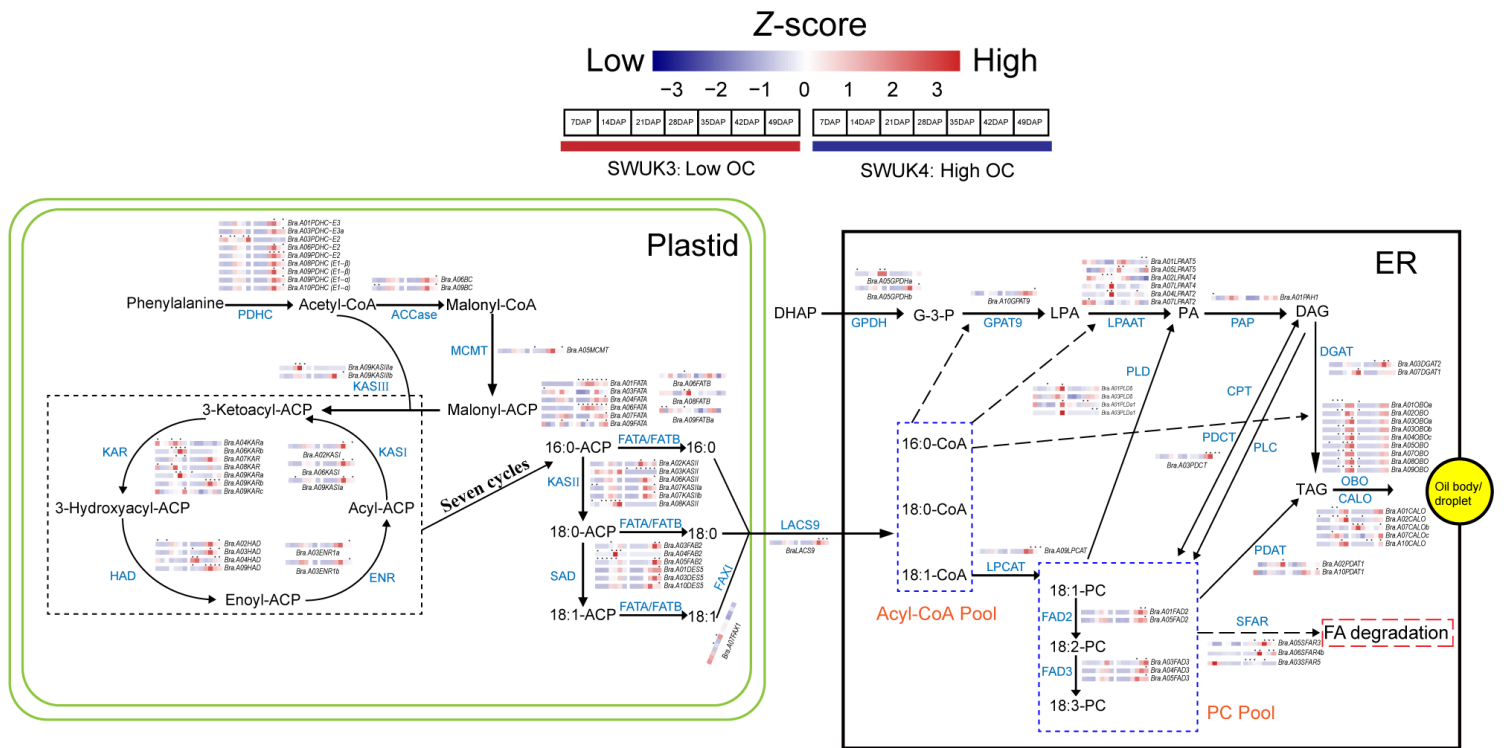 Z-score
Low High
−3 −2 −1 0 1 2 3
7DAP 14DAP 21DAP 28DAP 35DAP 42DAP 49DAP 7DAP 14DAP 21DAP 28DAP 35DAP 42DAP 49DAP
SWUK3: Low OC SWUK4: High OC
Plastid
Bra.A01PDHC−E3
Bra.A03PDHC−E3a
Bra.A03PDHC−E2
Bra.A06PDHC−E2
Bra.A09PDHC−E2
Bra.A08PDHC (E1−β)
Bra.A09PDHC (E1−β)
Bra.A09PDHC (E1−α)
Bra.A10PDHC (E1−α)
Bra.A06BC
Bra.A09BC
Phenylalanine Acetyl-CoA Malonyl-CoA
PDHC ACCase
MCMT
Bra.A05MCMT
Bra.A09KASIIIa
Bra.A09KASIIIb
KASIII
3-Ketoacyl-ACP Malonyl-ACP
Bra.A01FATA
Bra.A03FATA
Bra.A04FATA
Bra.A06FATA
Bra.A07FATA
Bra.A09FATA
Bra.A06FATB
Bra.A08FATB
Bra.A09FATBa
KAR
Bra.A04KARa
Bra.A06KARb
Bra.A07KAR
Bra.A08KAR
Bra.A09KARa
Bra.A09KARb
Bra.A09KARc
Bra.A02KASI
Bra.A06KASI
Bra.A09KASIa
KASI
3-Hydroxyacyl-ACP Acyl-ACP
Seven cycles
HAD
Bra.A02HAD
Bra.A03HAD
Bra.A04HAD
Bra.A09HAD
Bra.A03ENR1a
Bra.A03ENR1b
ENR
Enoyl-ACP
16:0-ACP FATA/FATB 16:0
KASII
Bra.A02KASII
Bra.A03KASII
Bra.A06KASII
Bra.A07KASIIa
Bra.A07KASIIb
Bra.A08KASII
18:0-ACP FATA/FATB 18:0
SAD
Bra.A03FAB2
Bra.A04FAB2
Bra.A05FAB2
Bra.A01DES5
Bra.A03DES5
Bra.A10DES5
18:1-ACP FATA/FATB 18:1
FAX1
Bra.A07FAX1
LACS9
BraLACS9
ER
Bra.A05GPDHa
Bra.A05GPDHb
Bra.A10GPAT9
Bra.A01LPAAT5
Bra.A05LPAAT5
Bra.A02LPAAT4
Bra.A07LPAAT4
Bra.A04LPAAT2
Bra.A07LPAAT2
Bra.A01PAH1
DHAP G-3-P LPA PA DAG
GPDH GPAT9 LPAAT PAP
PLD
Bra.A01PLDδ
Bra.A03PLDδ
Bra.A01PLDα1
Bra.A03PLDα1
CPT
PDCT
Bra.A03PDCT
PLC
DGAT
Bra.A03DGAT2
Bra.A07DGAT1
Bra.A01OBOa
Bra.A02OBO
Bra.A03OBOa
Bra.A03OBOb
Bra.A04OBOc
Bra.A05OBO
Bra.A07OBO
Bra.A08OBO
Bra.A09OBO
16:0-CoA
18:0-CoA
18:1-CoA
Acyl-CoA Pool
LPCAT
Bra.A09LPCAT
TAG
OBO
CALO
Oil body/
droplet
Bra.A01CALO
Bra.A02CALO
Bra.A07CALOb
Bra.A07CALOc
Bra.A10CALO
PDAT
Bra.A02PDAT1
Bra.A10PDAT1
18:1-PC
FAD2
Bra.A01FAD2
Bra.A05FAD2
18:2-PC
FAD3
Bra.A03FAD3
Bra.A04FAD3
Bra.A05FAD3
18:3-PC
PC Pool
SFAR
Bra.A05SFAR3
Bra.A06SFAR4b
Bra.A03SFAR5
FA degradation